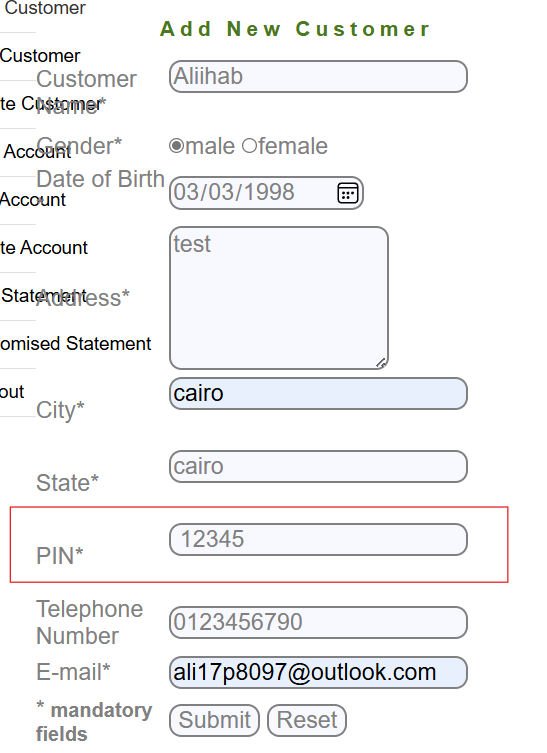 Customer
Add New Customer
Customer
Customer Name*
Aliihab
te Customer
Account
Gender*
male
female
Account
Date of Birth
*
03/03/1998
te Account
test
Statement
Address*
omised Statement
out
City*
cairo
State*
cairo
PIN*
12345
Telephone
Number
0123456790
E-mail*
ali17p8097@outlook.com
* mandatory
fields
Submit
Reset